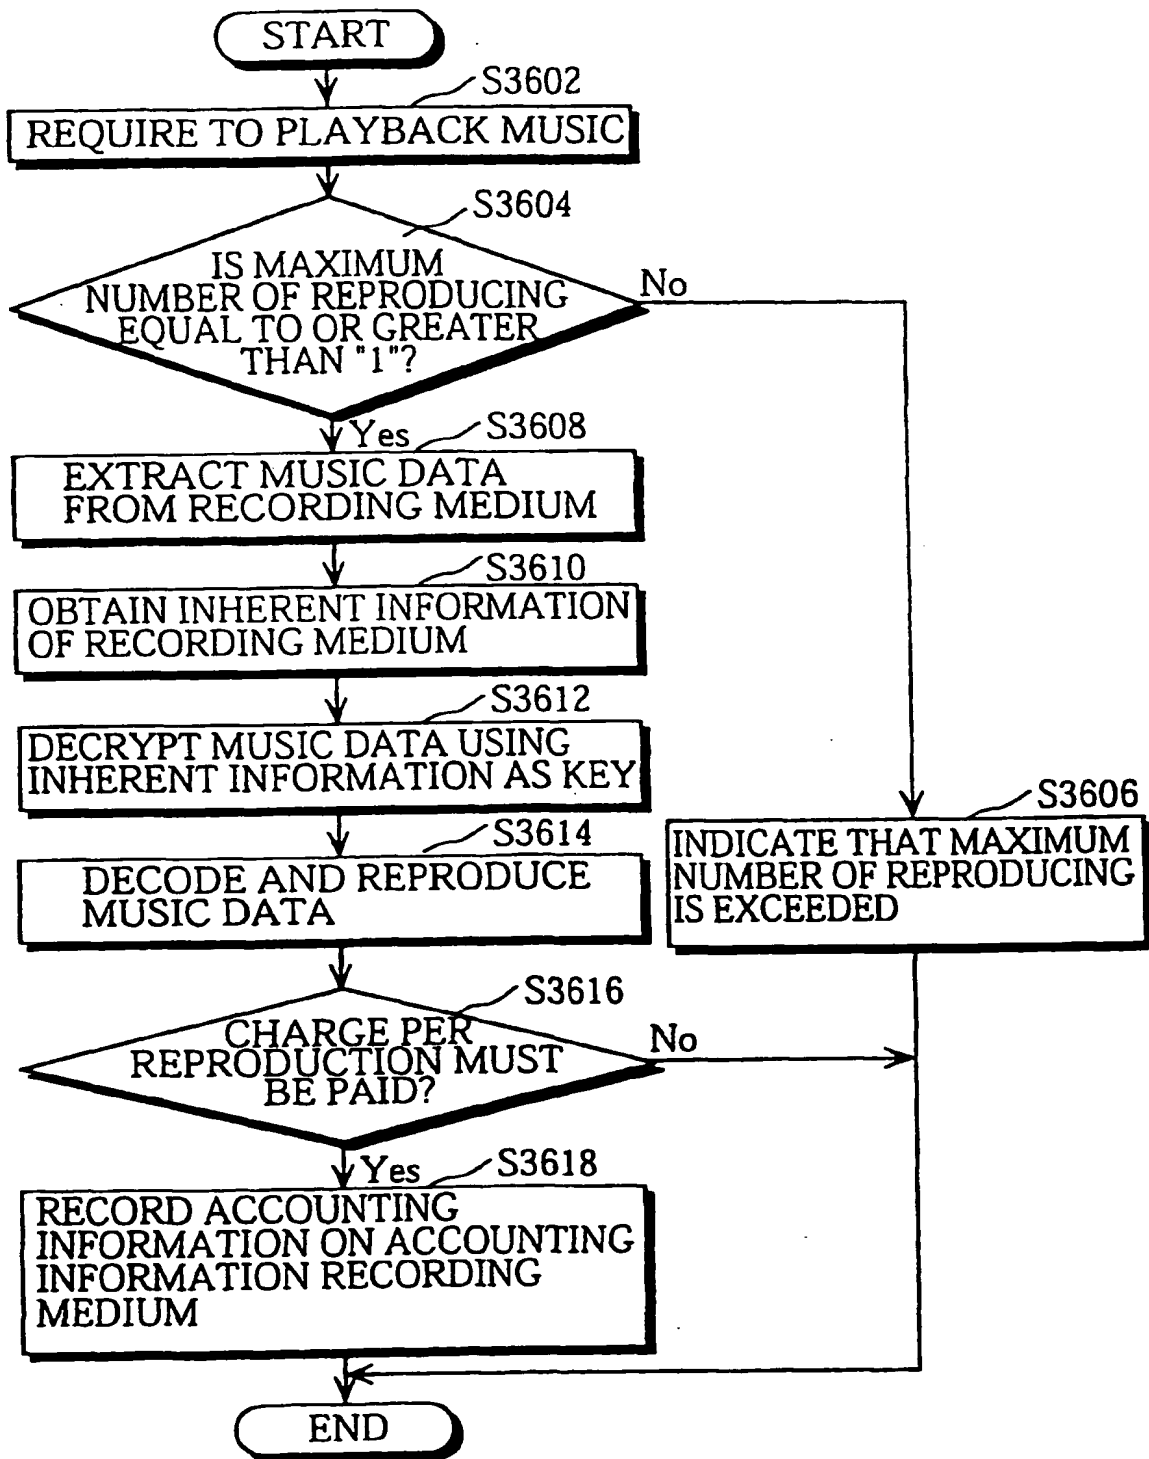 START
S3602
REQUIRE TO PLAYBACK MUSIC
S3604
IS MAXIMUM
NUMBER OF REPRODUCING
EQUAL TO OR GREATER
THAN "1"?
No
Yes
S3608
EXTRACT MUSIC DATA
FROM RECORDING MEDIUM
S3610
OBTAIN INHERENT INFORMATION
OF RECORDING MEDIUM
S3612
DECRYPT MUSIC DATA USING
INHERENT INFORMATION AS KEY
S3606
INDICATE THAT MAXIMUM
NUMBER OF REPRODUCING
IS EXCEEDED
S3614
DECODE AND REPRODUCE
MUSIC DATA
S3616
CHARGE PER
REPRODUCTION MUST
BE PAID?
No
Yes
S3618
RECORD ACCOUNTING
INFORMATION ON ACCOUNTING
INFORMATION RECORDING
MEDIUM
END